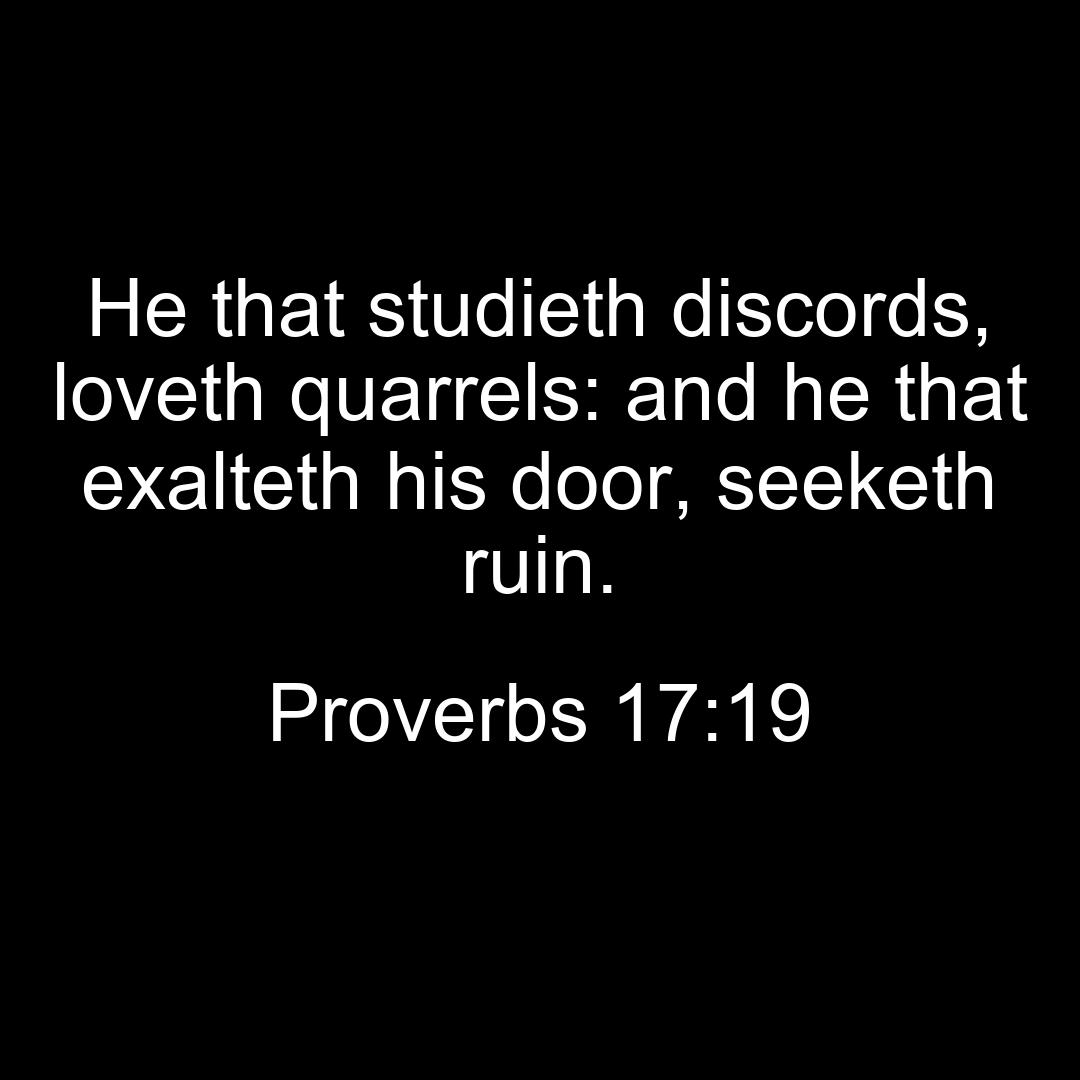 He that studieth discords,
loveth quarrels: and he that
exalteth his door, seeketh
ruin.
Proverbs 17:19